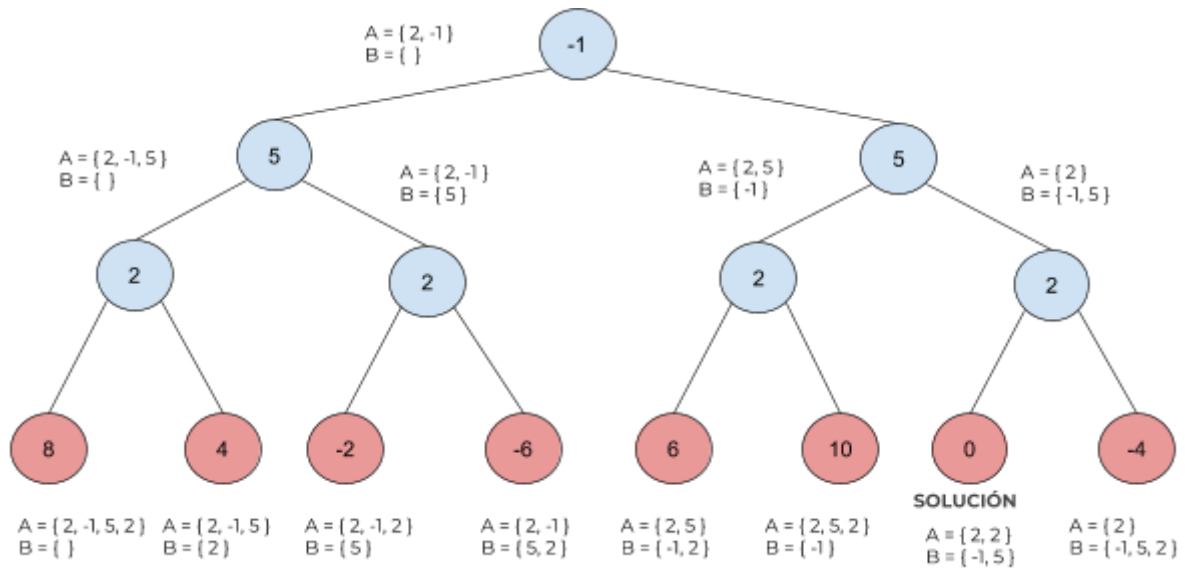 A = { 2, -1 }
B = { }
-1
A = { 2, -1, 5 }
B = { }
5
A = { 2, -1 }
B = { 5 }
A = { 2, 5 }
B = { -1 }
5
A = { 2 }
B = { -1, 5 }
2
2
2
2
8
4
-2
-6
6
10
0
-4
SOLUCIÓN
A = { 2, -1, 5, 2 }
B = { }
A = { 2, -1, 5 }
B = { 2 }
A = { 2, -1, 2 }
B = { 5 }
A = { 2, -1 }
B = { 5, 2 }
A = { 2, 5 }
B = { -1, 2 }
A = { 2, 5, 2 }
B = { -1 }
A = { 2, 2 }
B = { -1, 5 }
A = { 2 }
B = { -1, 5, 2 }